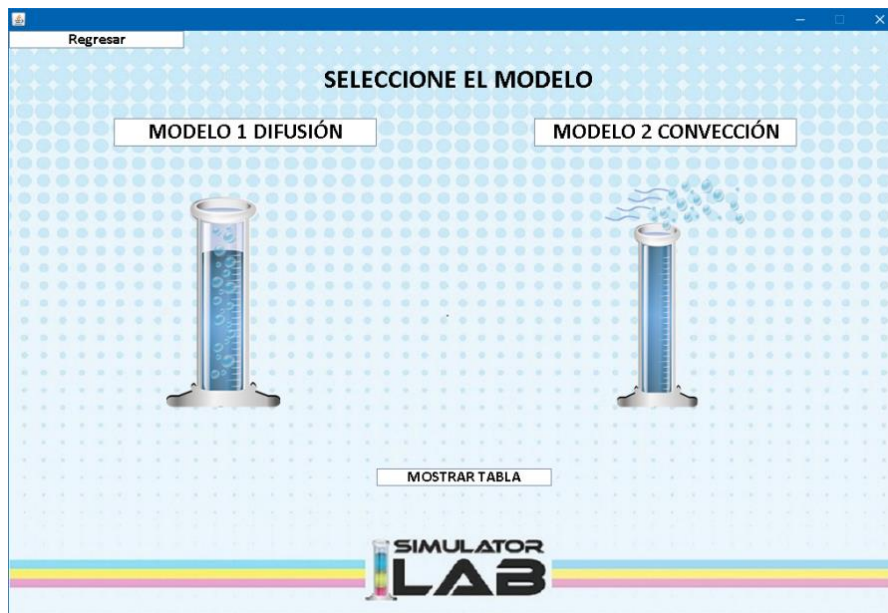 Regresar
SELECCIONE EL MODELO
MODELO 1 DIFUSIÓN
MODELO 2 CONVECCIÓN
MOSTRAR TABLA
SIMULATOR
LAB